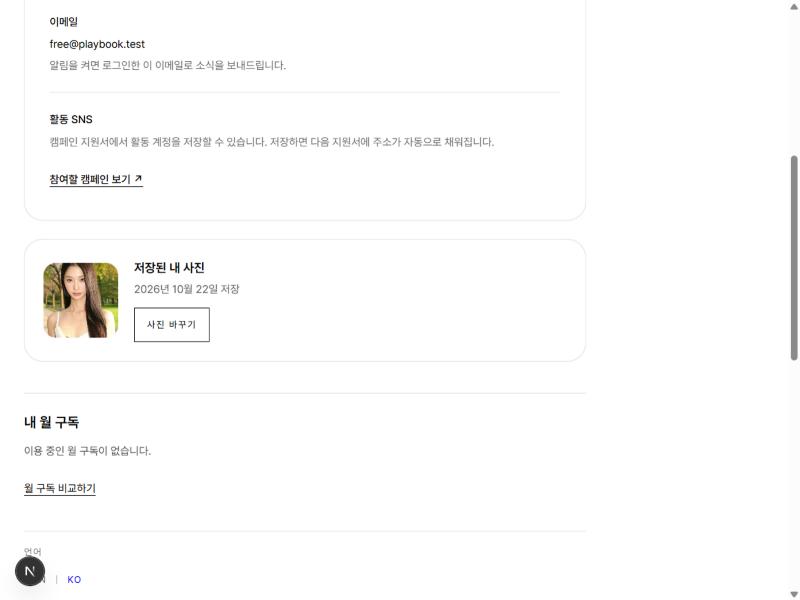 이메일
free@playbook.test
알림을 켜면 로그인한 이 이메일로 소식을 보내드립니다.
활동 SNS
캠페인 지원서에서 활동 계정을 저장할 수 있습니다. 저장하면 다음 지원서에 주소가 자동으로 채워집니다.
참여할 캠페인 보기 ↗
저장된 내 사진
2026년 10월 22일 저장
사진 바꾸기
내 월 구독
이용 중인 월 구독이 없습니다.
월 구독 비교하기
언어
N | KO